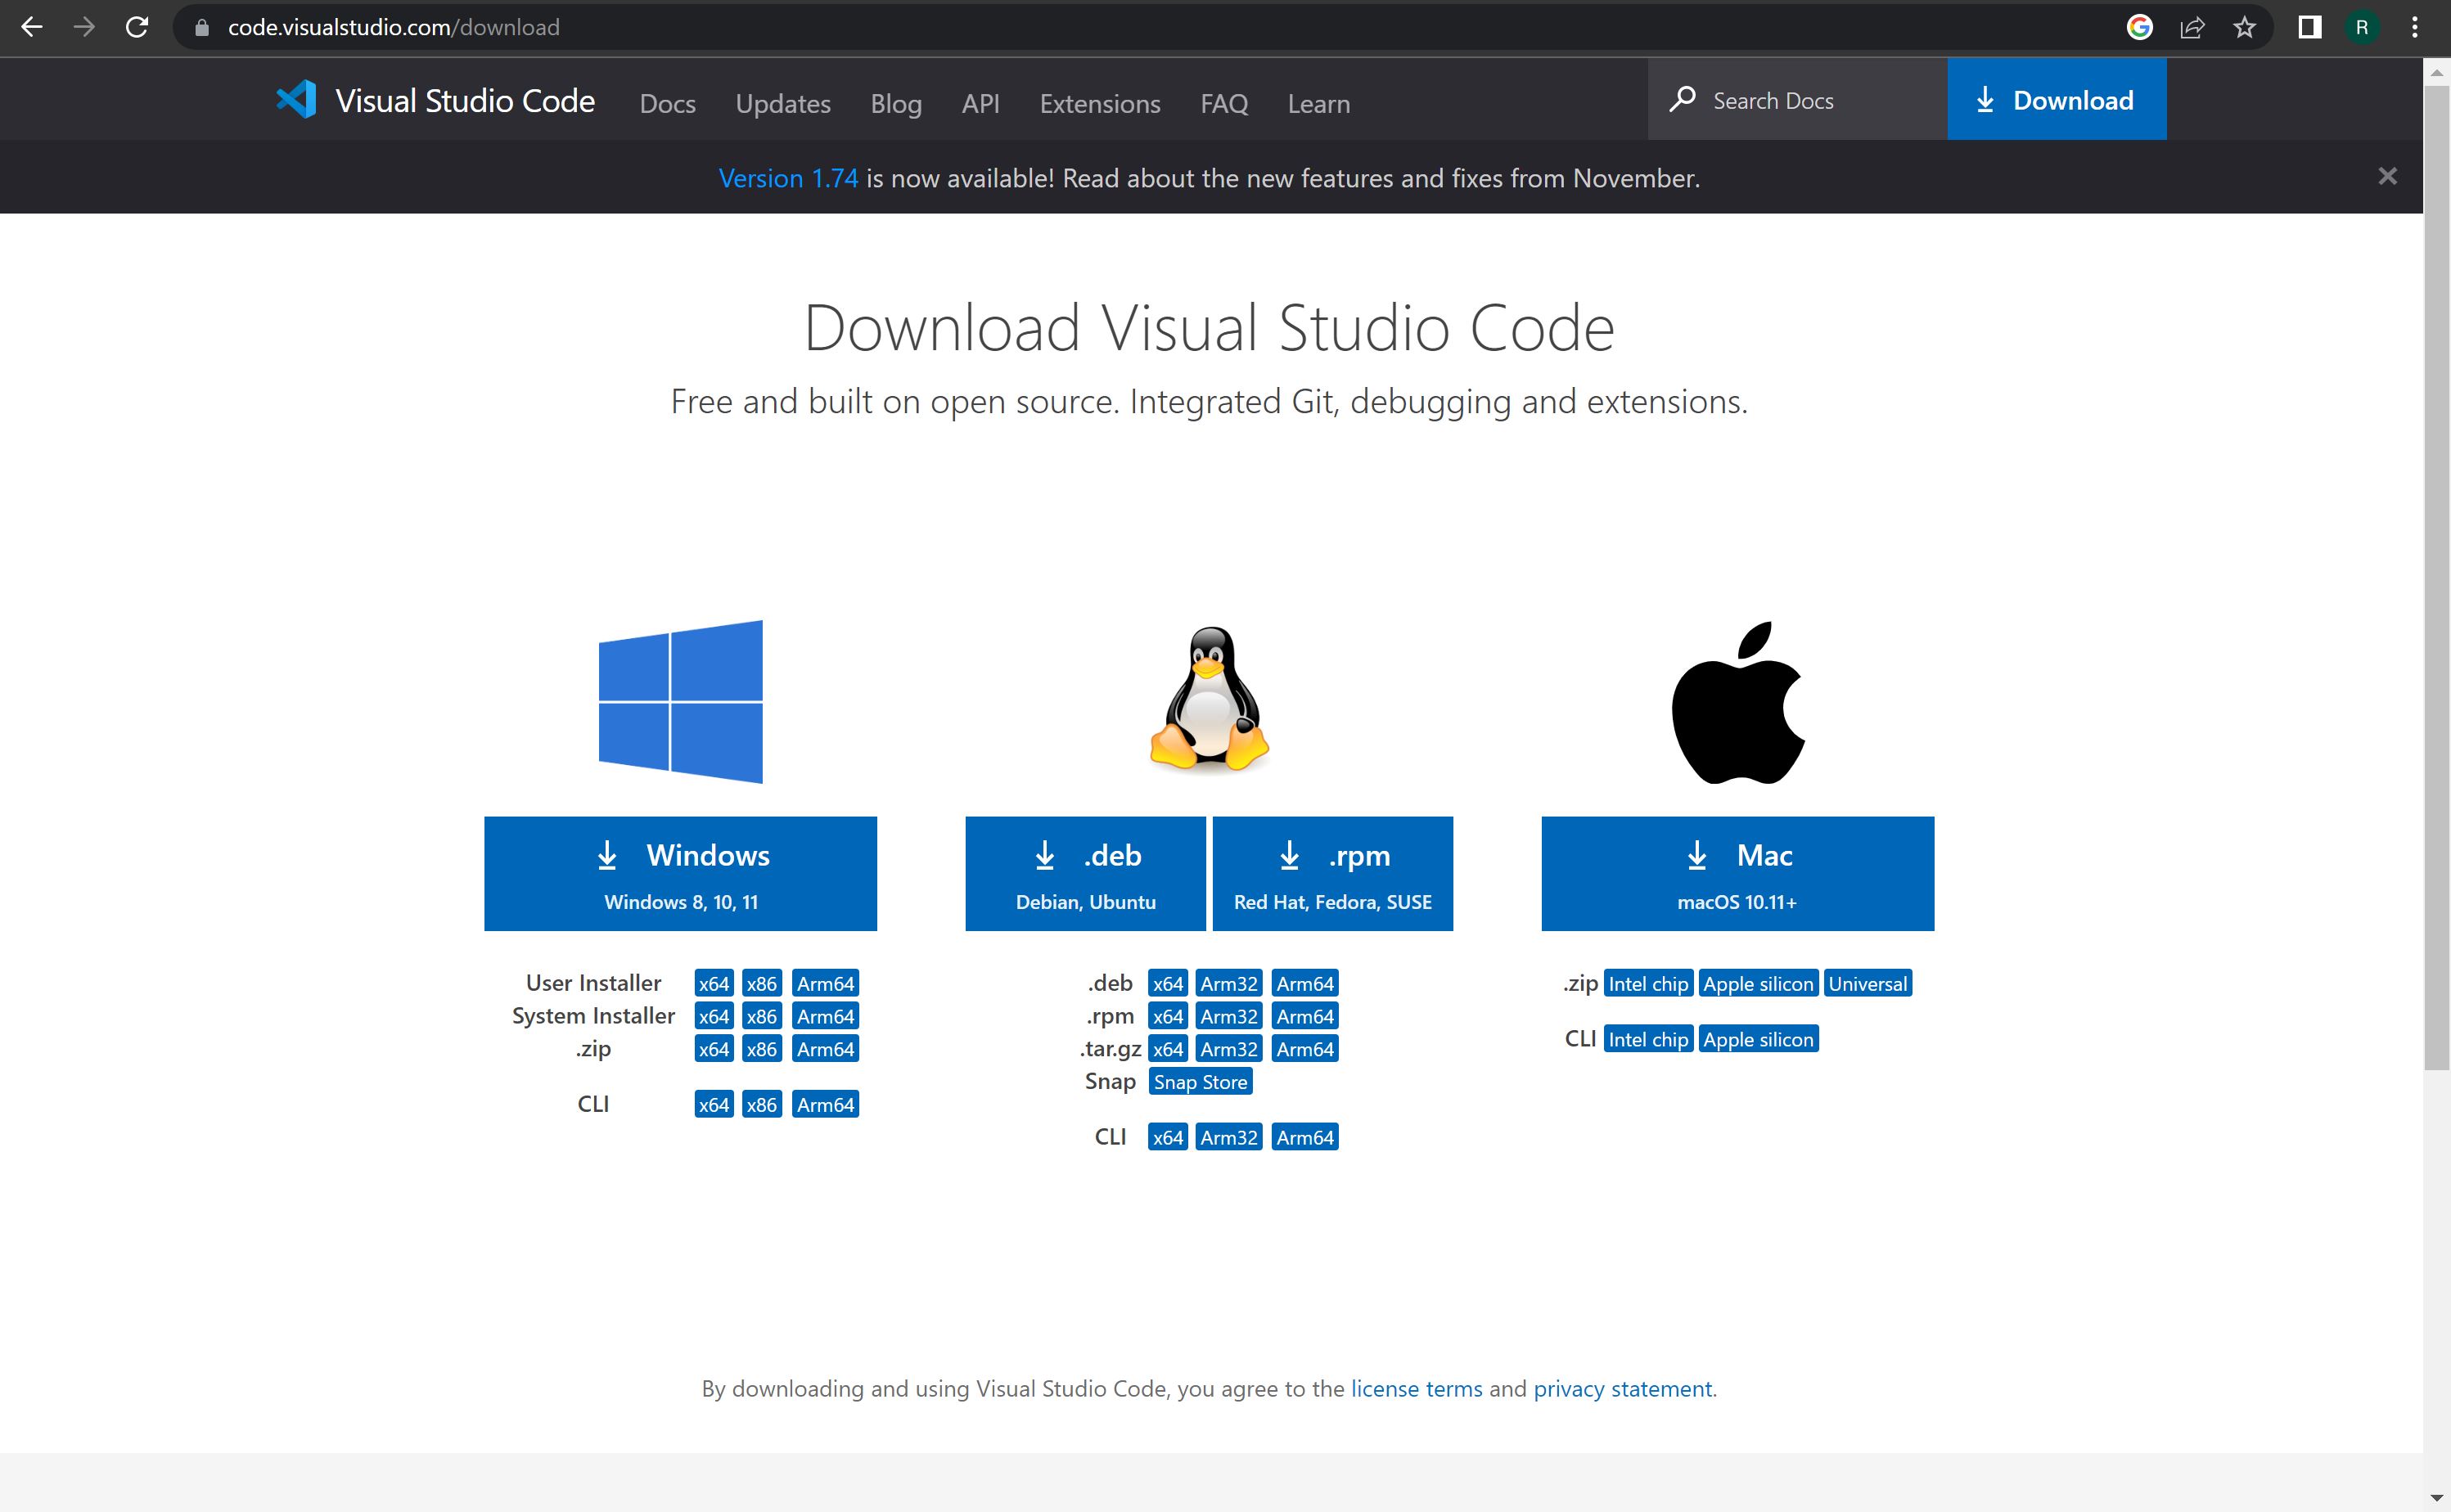 code.visualstudio.com/download
R
Visual Studio Code Docs Updates Blog API Extensions FAQ Learn Search Docs Download
Version 1.74 is now available! Read about the new features and fixes from November.
Download Visual Studio Code
Free and built on open source. Integrated Git, debugging and extensions.
Windows
Windows 8, 10, 11
User Installer x64 x86 Arm64
System Installer x64 x86 Arm64
.zip x64 x86 Arm64
CLI x64 x86 Arm64
.deb
Debian, Ubuntu
.rpm
Red Hat, Fedora, SUSE
.deb x64 Arm32 Arm64
.rpm x64 Arm32 Arm64
.tar.gz x64 Arm32 Arm64
Snap Snap Store
CLI x64 Arm32 Arm64
Mac
macOS 10.11+
.zip Intel chip Apple silicon Universal
CLI Intel chip Apple silicon
By downloading and using Visual Studio Code, you agree to the license terms and privacy statement.